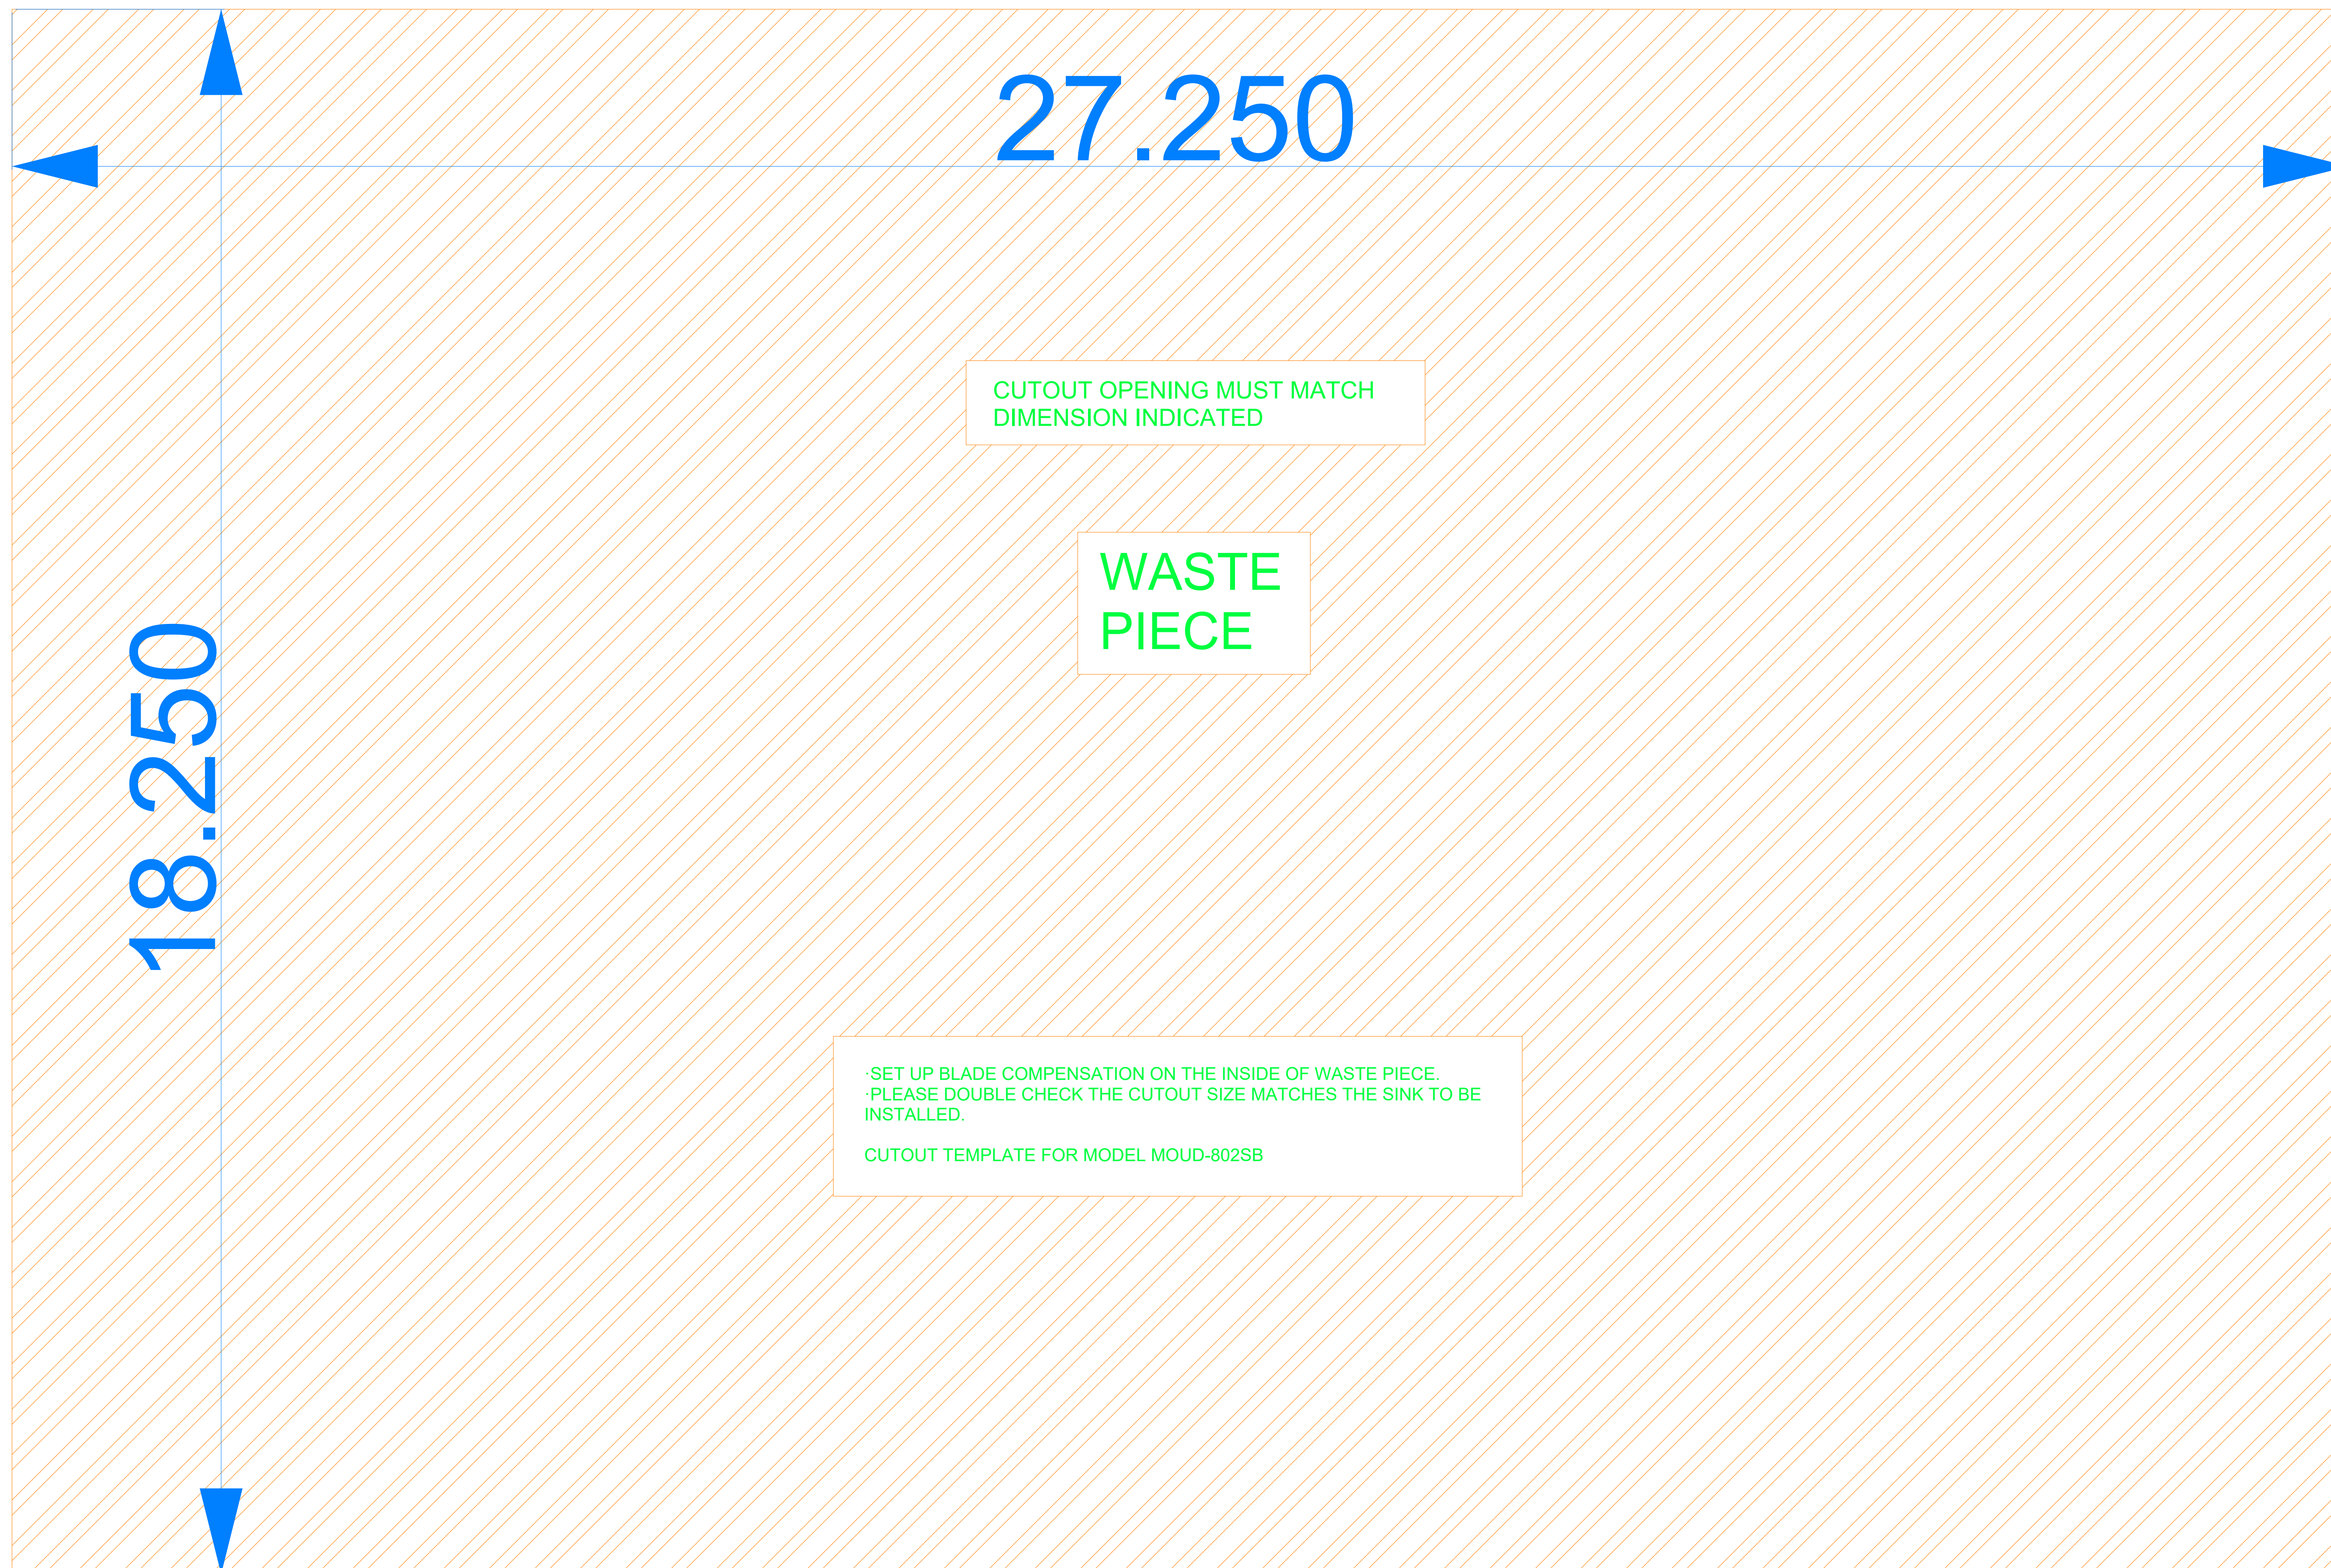 27.250
CUTOUT OPENING MUST MATCH
DIMENSION INDICATED
WASTE
PIECE
18.250
·SET UP BLADE COMPENSATION ON THE INSIDE OF WASTE PIECE.
·PLEASE DOUBLE CHECK THE CUTOUT SIZE MATCHES THE SINK TO BE
INSTALLED.
CUTOUT TEMPLATE FOR MODEL MOUD-802SB